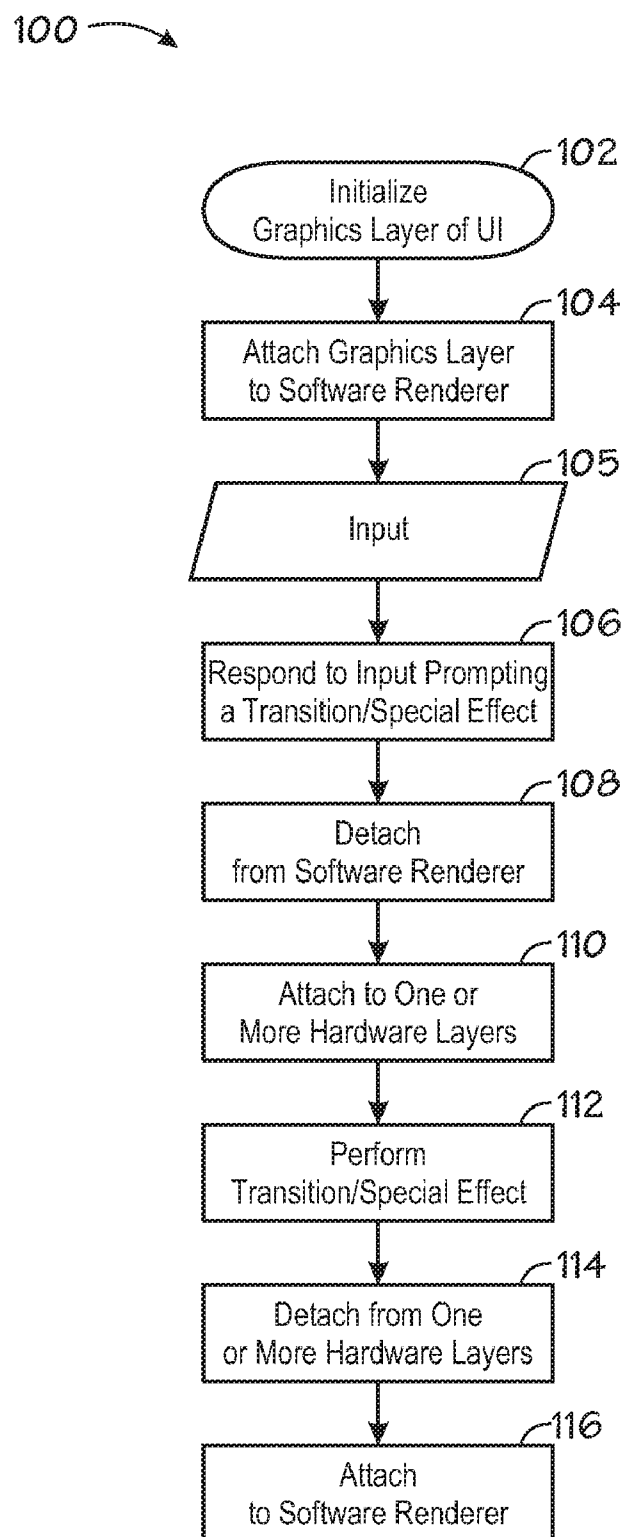 100
102
Initialize
Graphics Layer of UI
104
Attach Graphics Layer
to Software Renderer
105
Input
106
Respond to Input Prompting
a Transition/Special Effect
108
Detach
from Software Renderer
110
Attach to One or
More Hardware Layers
112
Perform
Transition/Special Effect
114
Detach from One
or More Hardware Layers
116
Attach
to Software Renderer